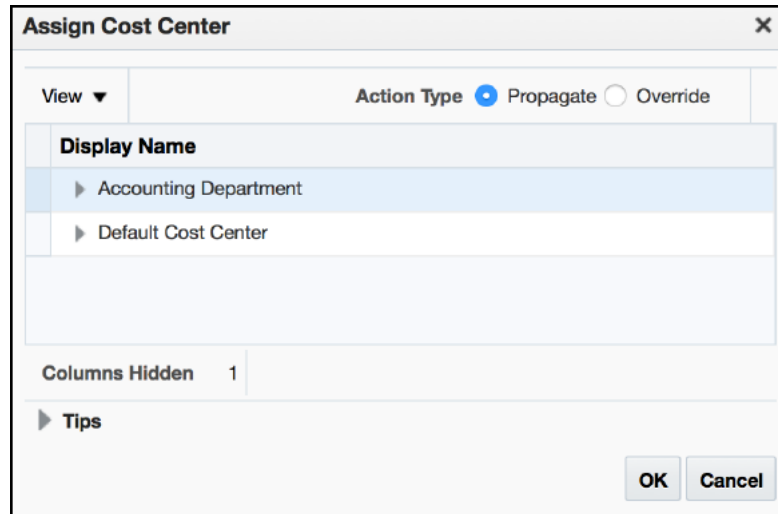 Assign Cost Center
View Action Type Propagate Override
Display Name
Accounting Department
Default Cost Center
Columns Hidden 1
Tips
OK Cancel